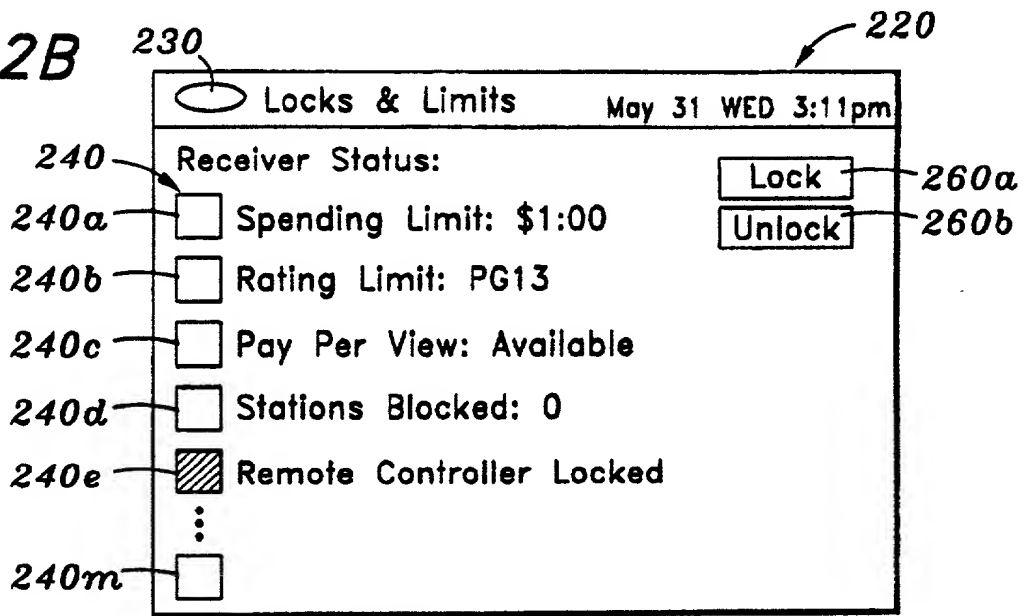 2B
230
220
Locks & Limits May 31 WED 3:11pm
240 Receiver Status:
Lock 260a
240a Spending Limit: $1:00
Unlock 260b
240b Rating Limit: PG13
240c Pay Per View: Available
240d Stations Blocked: 0
240e Remote Controller Locked
240m